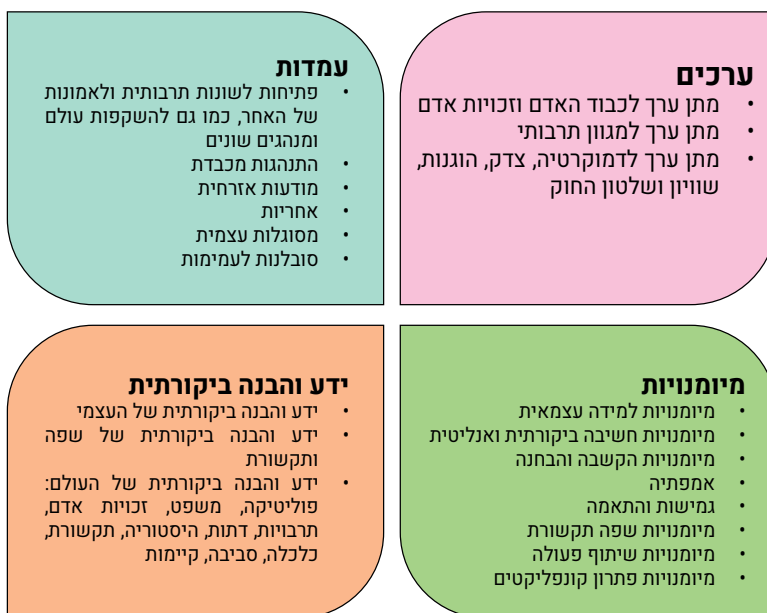 ערכים
• מתן ערך לכבוד האדם וזכויות אדם
• מתן ערך למגוון תרבותי
• מתן ערך לדמוקרטיה, צדק, הוגנות,
שוויון ושלטון החוק
עמדות
• פתיחות לשונות תרבותית ולאמונות
של האחר, כמו גם להשקפות עולם
ומנהגים שונים
• התנהגות מכבדת
• מודעות אזרחית
• אחריות
• מסוגלות עצמית
• סובלנות לעמימות
מיומנויות
• מיומנויות למידה עצמאית
• מיומנויות חשיבה ביקורתית ואנליטית
• מיומנויות הקשבה והבחנה
• אמפתיה
• גמישות והתאמה
• מיומנויות שפה תקשורת
• מיומנויות שיתוף פעולה
• מיומנויות פתרון קונפליקטים
ידע והבנה ביקורתית
• ידע והבנה ביקורתית של העצמי
• ידע והבנה ביקורתית של שפה
ותקשורת
• ידע והבנה ביקורתית של העולם:
פוליטיקה, משפט, זכויות אדם,
תרבויות, דתות, היסטוריה, תקשורת,
כלכלה, סביבה, קיימות